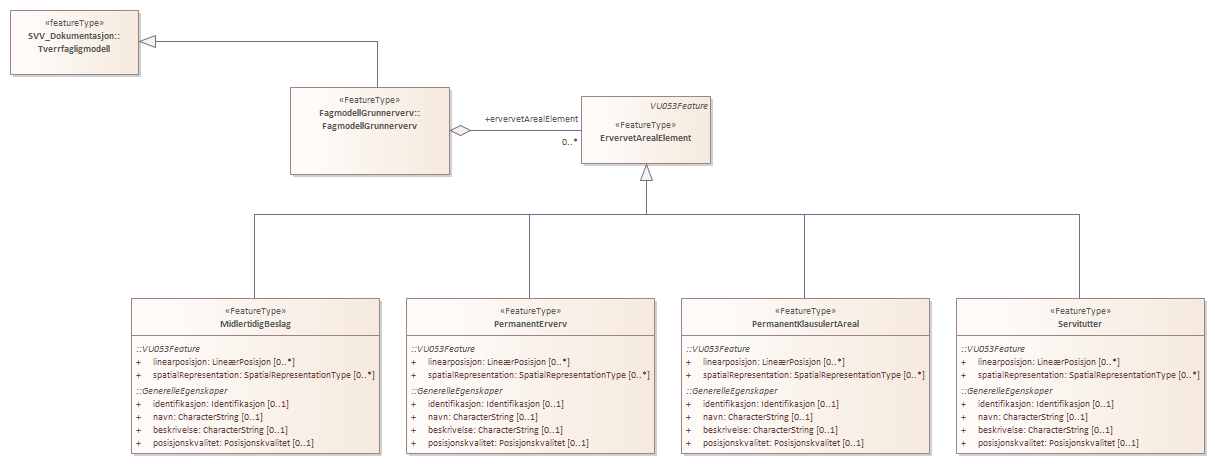 «featureType»
SVV_Dokumentasjon::
Tverrfagligmodell
«FeatureType»
FagmodellGrunnerverv::
FagmodellGrunnerverv
+ervervetArealElement
0..*
VU053Feature
«FeatureType»
ErvervetArealElement
«FeatureType»
MidlertidigBeslag
::VU053Feature
+ linearposisjon: LineærPosisjon [0..*]
+ spatialRepresentation: SpatialRepresentationType [0..*]
::GenerelleEgenskaper
+ identifikasjon: Identifikasjon [0..1]
+ navn: CharacterString [0..1]
+ beskrivelse: CharacterString [0..1]
+ posisjonskvalitet: Posisjonskvalitet [0..1]
«FeatureType»
PermanentErverv
::VU053Feature
+ linearposisjon: LineærPosisjon [0..*]
+ spatialRepresentation: SpatialRepresentationType [0..*]
::GenerelleEgenskaper
+ identifikasjon: Identifikasjon [0..1]
+ navn: CharacterString [0..1]
+ beskrivelse: CharacterString [0..1]
+ posisjonskvalitet: Posisjonskvalitet [0..1]
«FeatureType»
PermanentKlausulertAreal
::VU053Feature
+ linearposisjon: LineærPosisjon [0..*]
+ spatialRepresentation: SpatialRepresentationType [0..*]
::GenerelleEgenskaper
+ identifikasjon: Identifikasjon [0..1]
+ navn: CharacterString [0..1]
+ beskrivelse: CharacterString [0..1]
+ posisjonskvalitet: Posisjonskvalitet [0..1]
«FeatureType»
Servitutter
::VU053Feature
+ linearposisjon: LineærPosisjon [0..*]
+ spatialRepresentation: SpatialRepresentationType [0..*]
::GenerelleEgenskaper
+ identifikasjon: Identifikasjon [0..1]
+ navn: CharacterString [0..1]
+ beskrivelse: CharacterString [0..1]
+ posisjonskvalitet: Posisjonskvalitet [0..1]